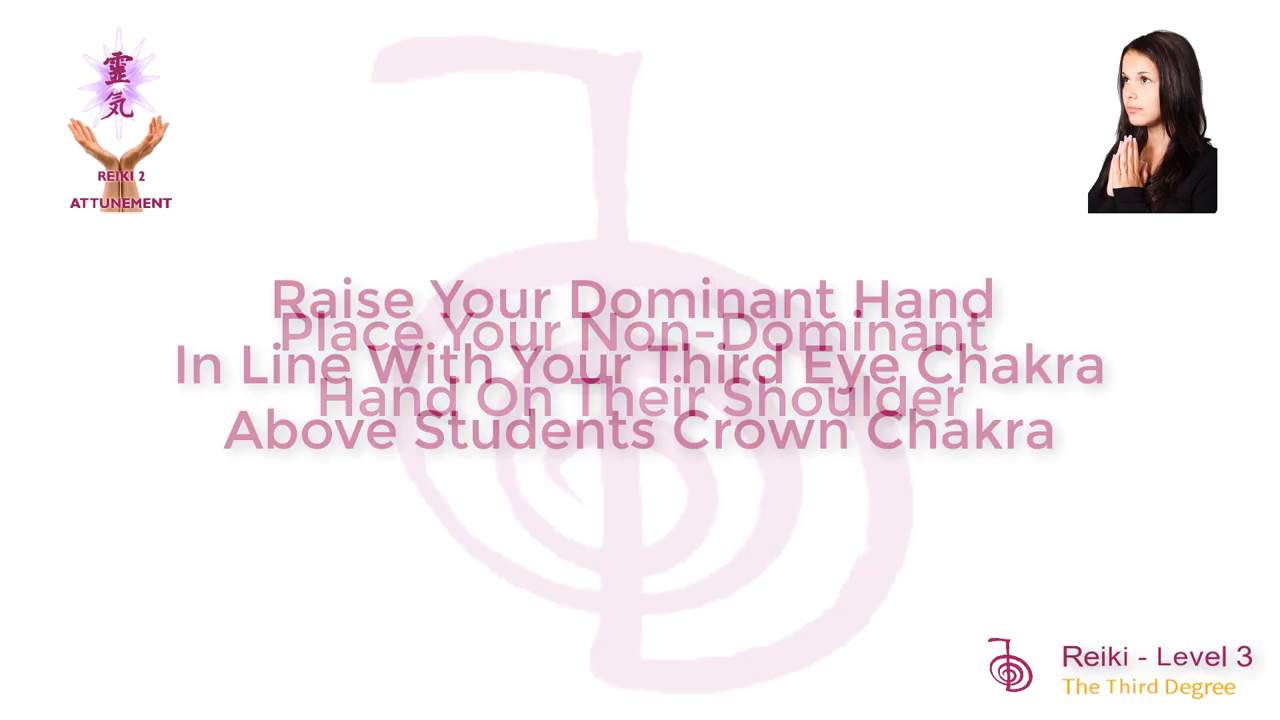 靈
気
REIKI 2
ATTUNEMENT
Raise Your Dominant Hand
Place Your Non-Dominant
In Line With Your Third Eye Chakra
Hand On Their Shoulder
Above Students Crown Chakra
Reiki - Level 3
The Third Degree